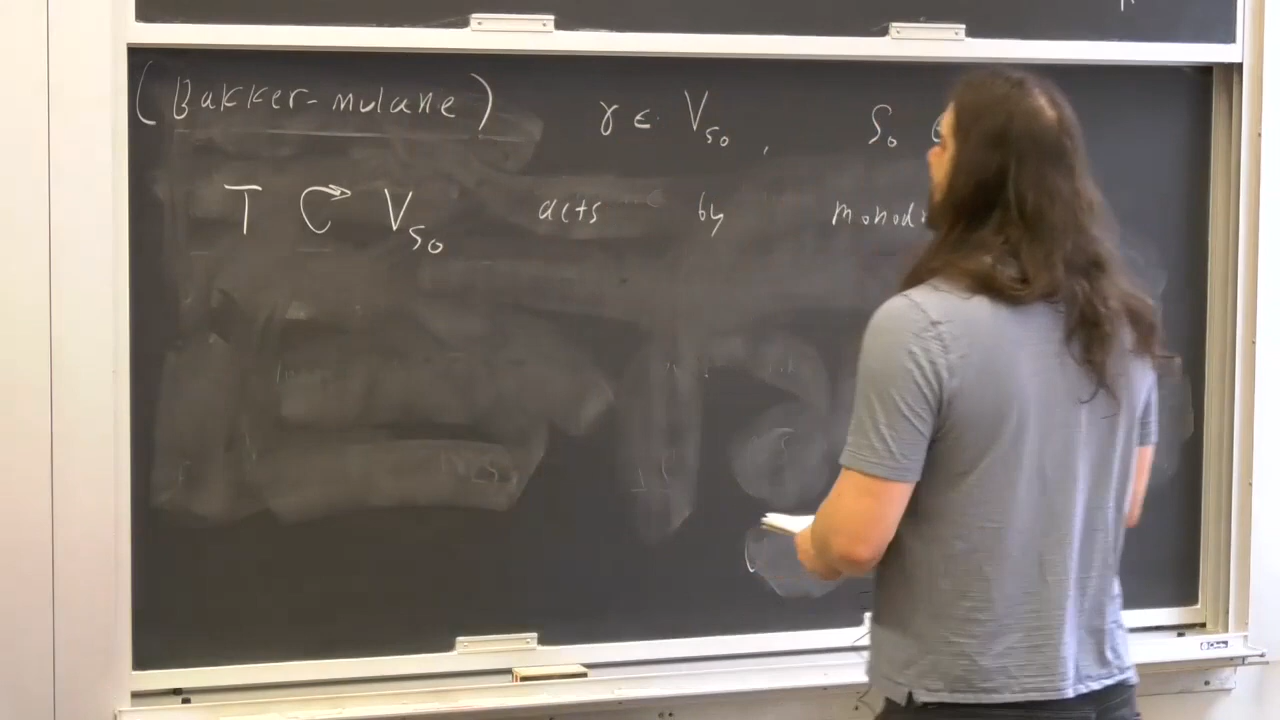 (Bakker-mulane) γ ∈ V_{s_0}, S_0 ∈
T ↻ V_{s_0} acts by monod